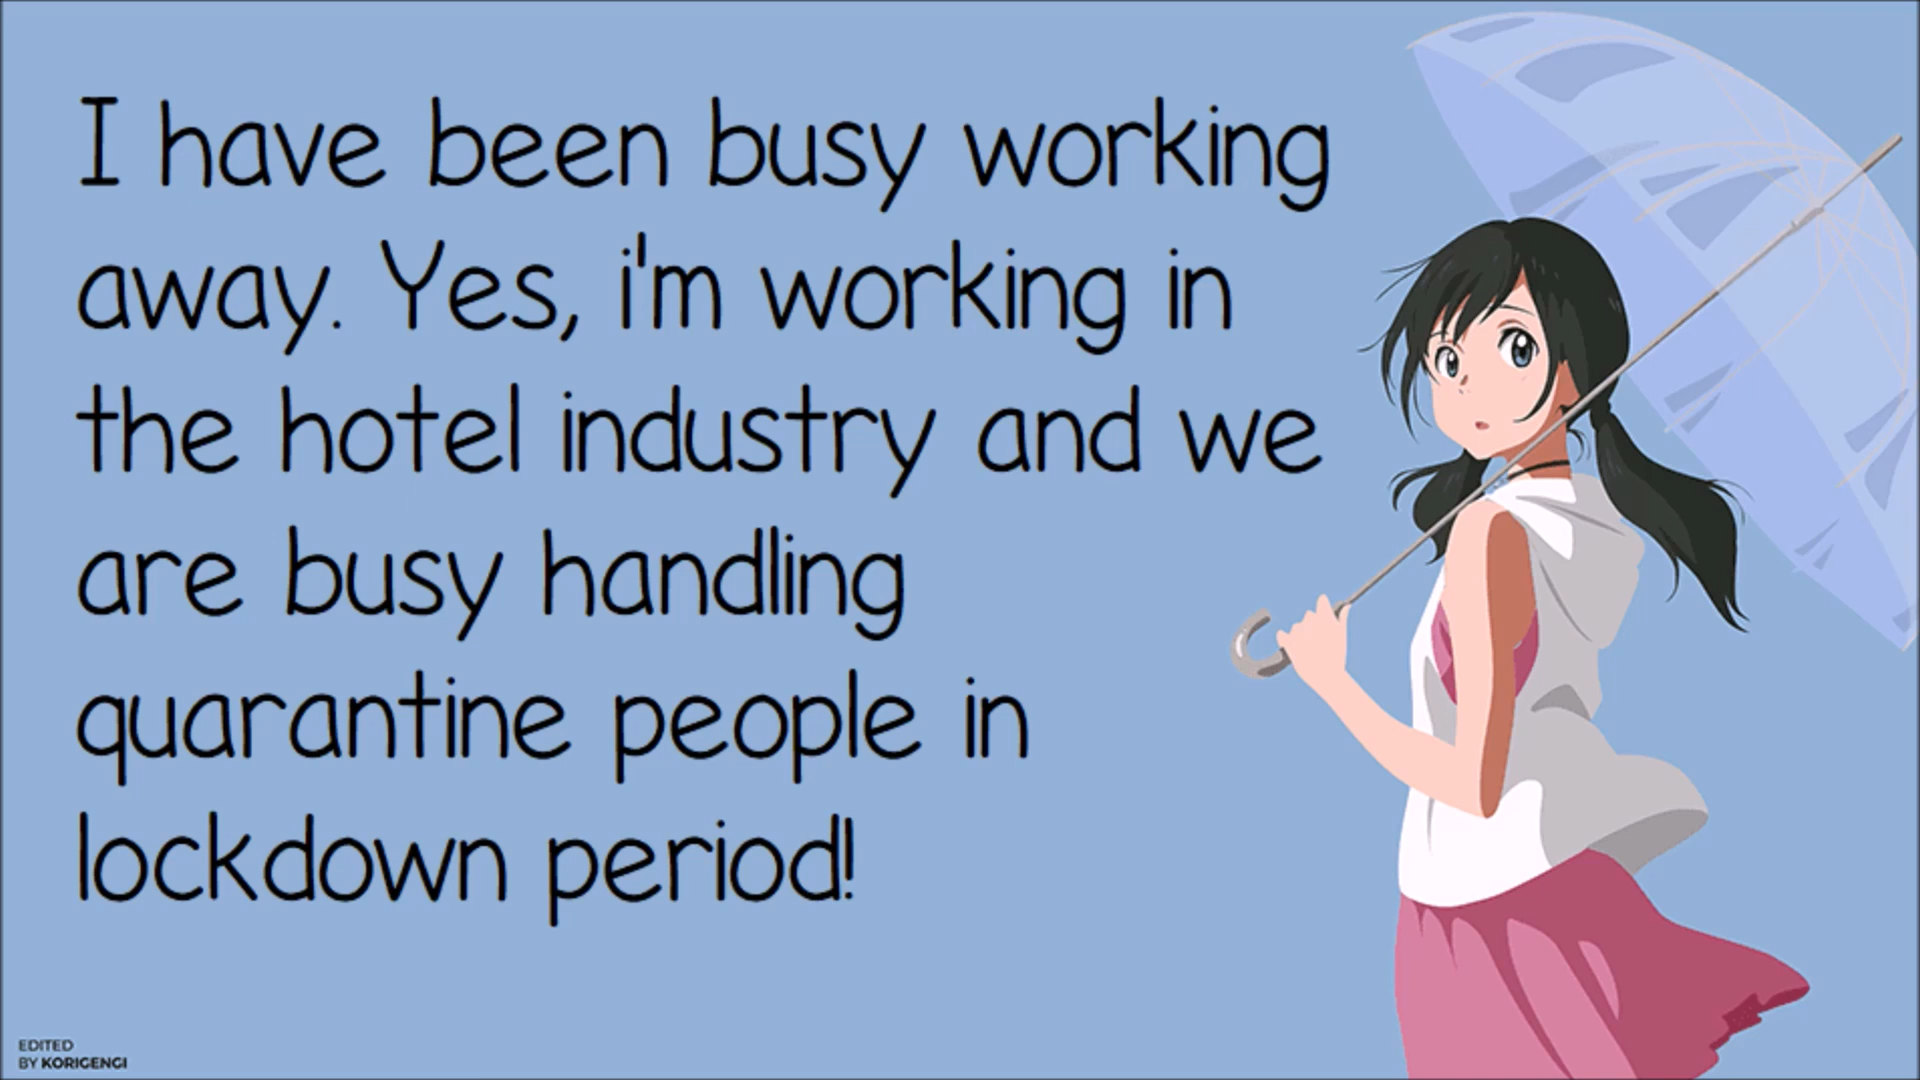 I have been busy working
away. Yes, i'm working in
the hotel industry and we
are busy handling
quarantine people in
lockdown period!
EDITED
BY KORIGENGI